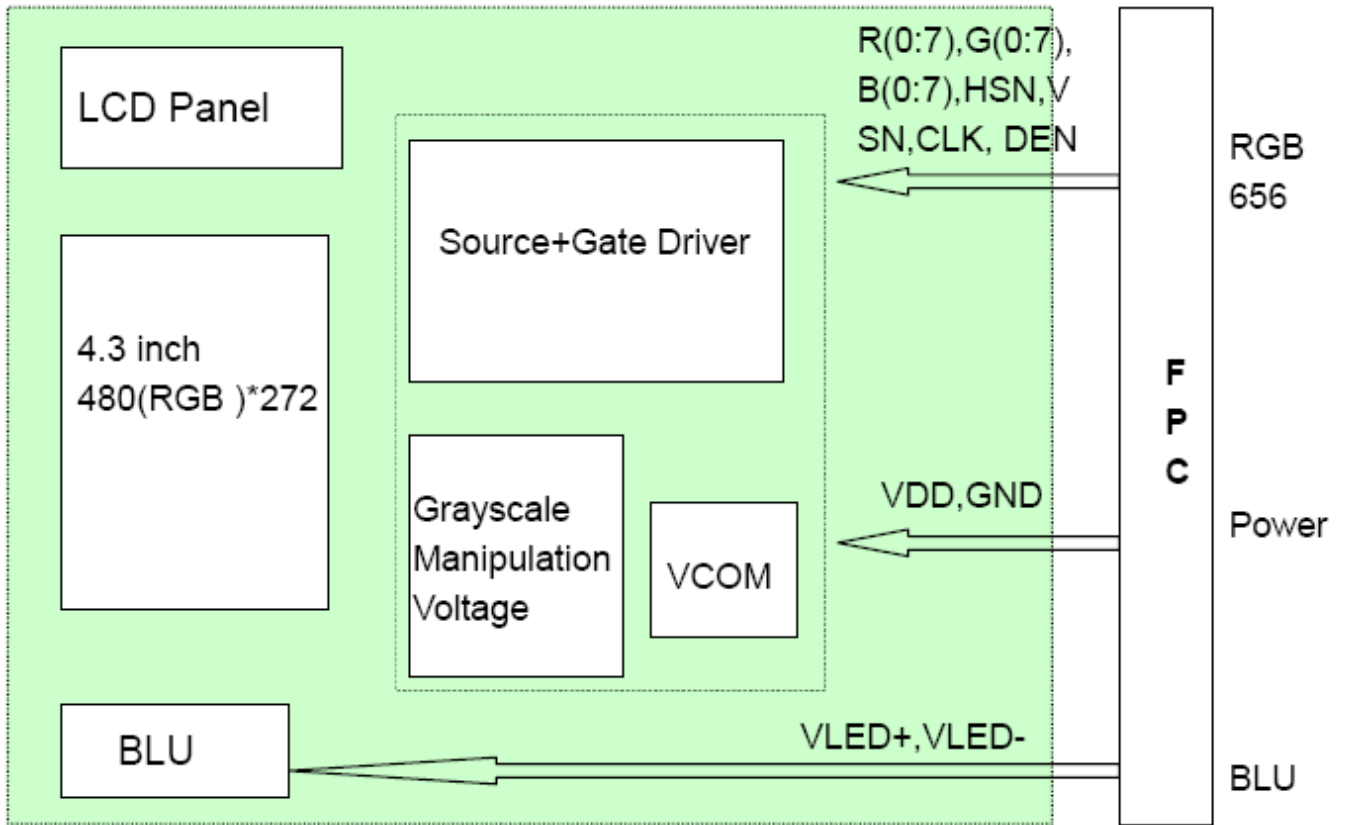 LCD Panel
4.3 inch
480(RGB )*272
BLU
Source+Gate Driver
Grayscale
Manipulation
Voltage
VCOM
R(0:7),G(0:7),
B(0:7),HSN,V
SN,CLK, DEN
VDD,GND
VLED+,VLED-
F
P
C
RGB
656
Power
BLU